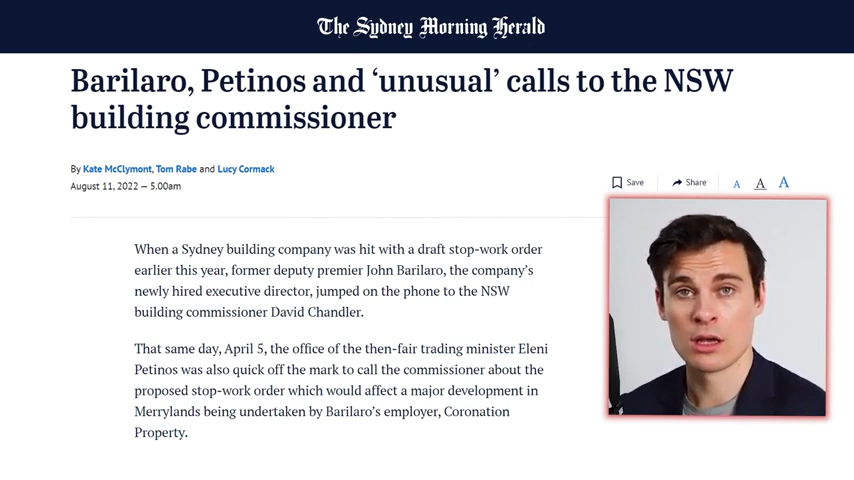 The Sydney Morning Herald
Barilaro, Petinos and ‘unusual’ calls to the NSW
building commissioner
By Kate McClymont, Tom Rabe and Lucy Cormack
August 11, 2022 — 5.00am
Save Share A A A
When a Sydney building company was hit with a draft stop-work order
earlier this year, former deputy premier John Barilaro, the company’s
newly hired executive director, jumped on the phone to the NSW
building commissioner David Chandler.
That same day, April 5, the office of the then-fair trading minister Eleni
Petinos was also quick off the mark to call the commissioner about the
proposed stop-work order which would affect a major development in
Merrylands being undertaken by Barilaro’s employer, Coronation
Property.